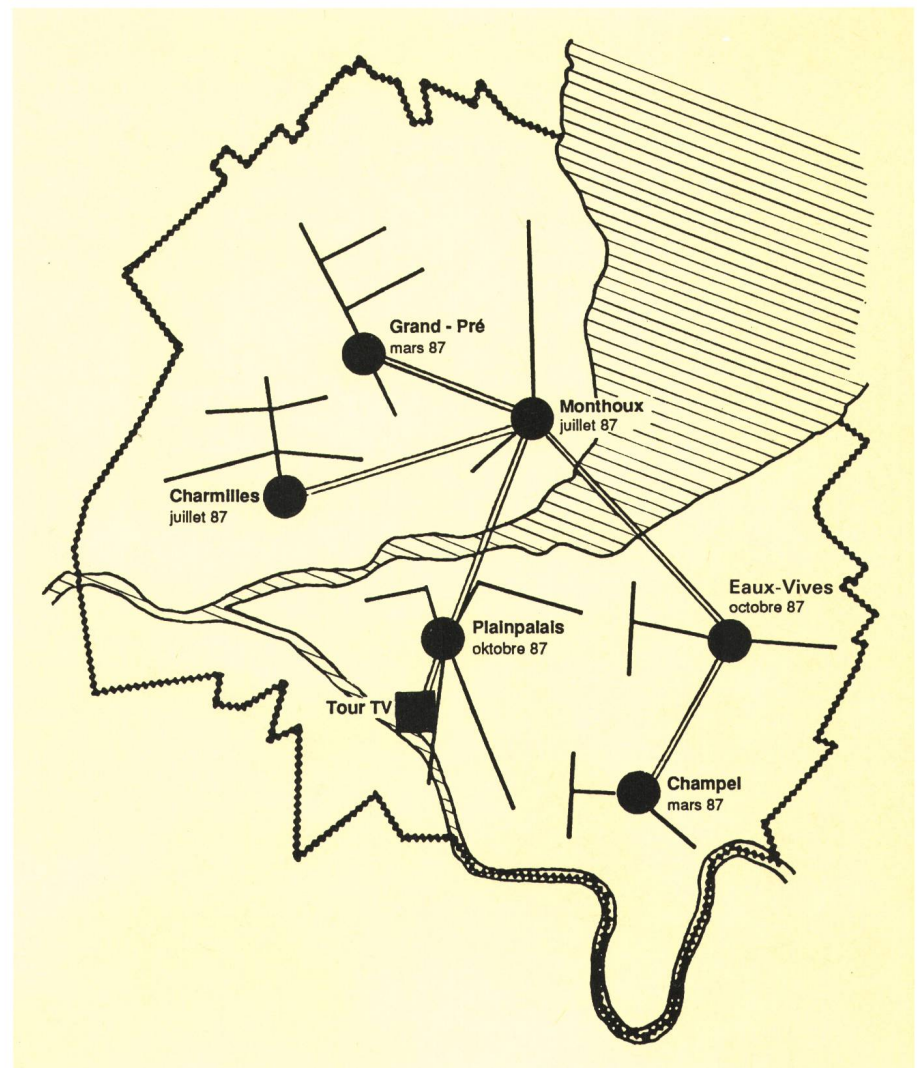 Grand - Pré
mars 87
Monthoux
juillet 87
Charmilles
juillet 87
Eaux-Vives
octobre 87
Plainpalais
oktobre 87
Tour TV
Champel
mars 87